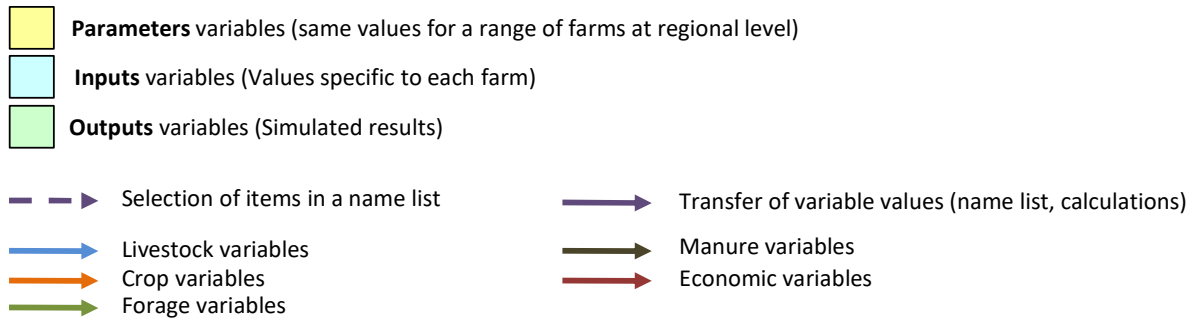 Parameters variables (same values for a range of farms at regional level)
Inputs variables (Values specific to each farm)
Outputs variables (Simulated results)
Selection of items in a name list
Transfer of variable values (name list, calculations)
Livestock variables
Manure variables
Crop variables
Economic variables
Forage variables